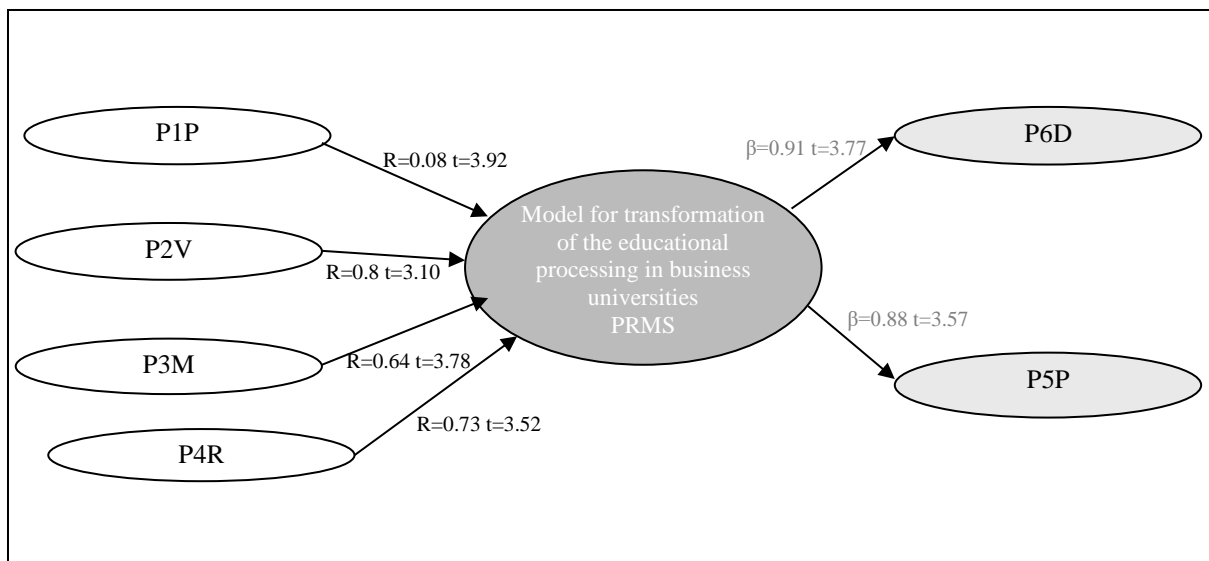 P1P
R=0.08 t=3.92
P2V
R=0.8 t=3.10
P3M
R=0.64 t=3.78
P4R
R=0.73 t=3.52
Model for transformation
of the educational
processing in business
universities
PRMS
β=0.91 t=3.77
P6D
β=0.88 t=3.57
P5P